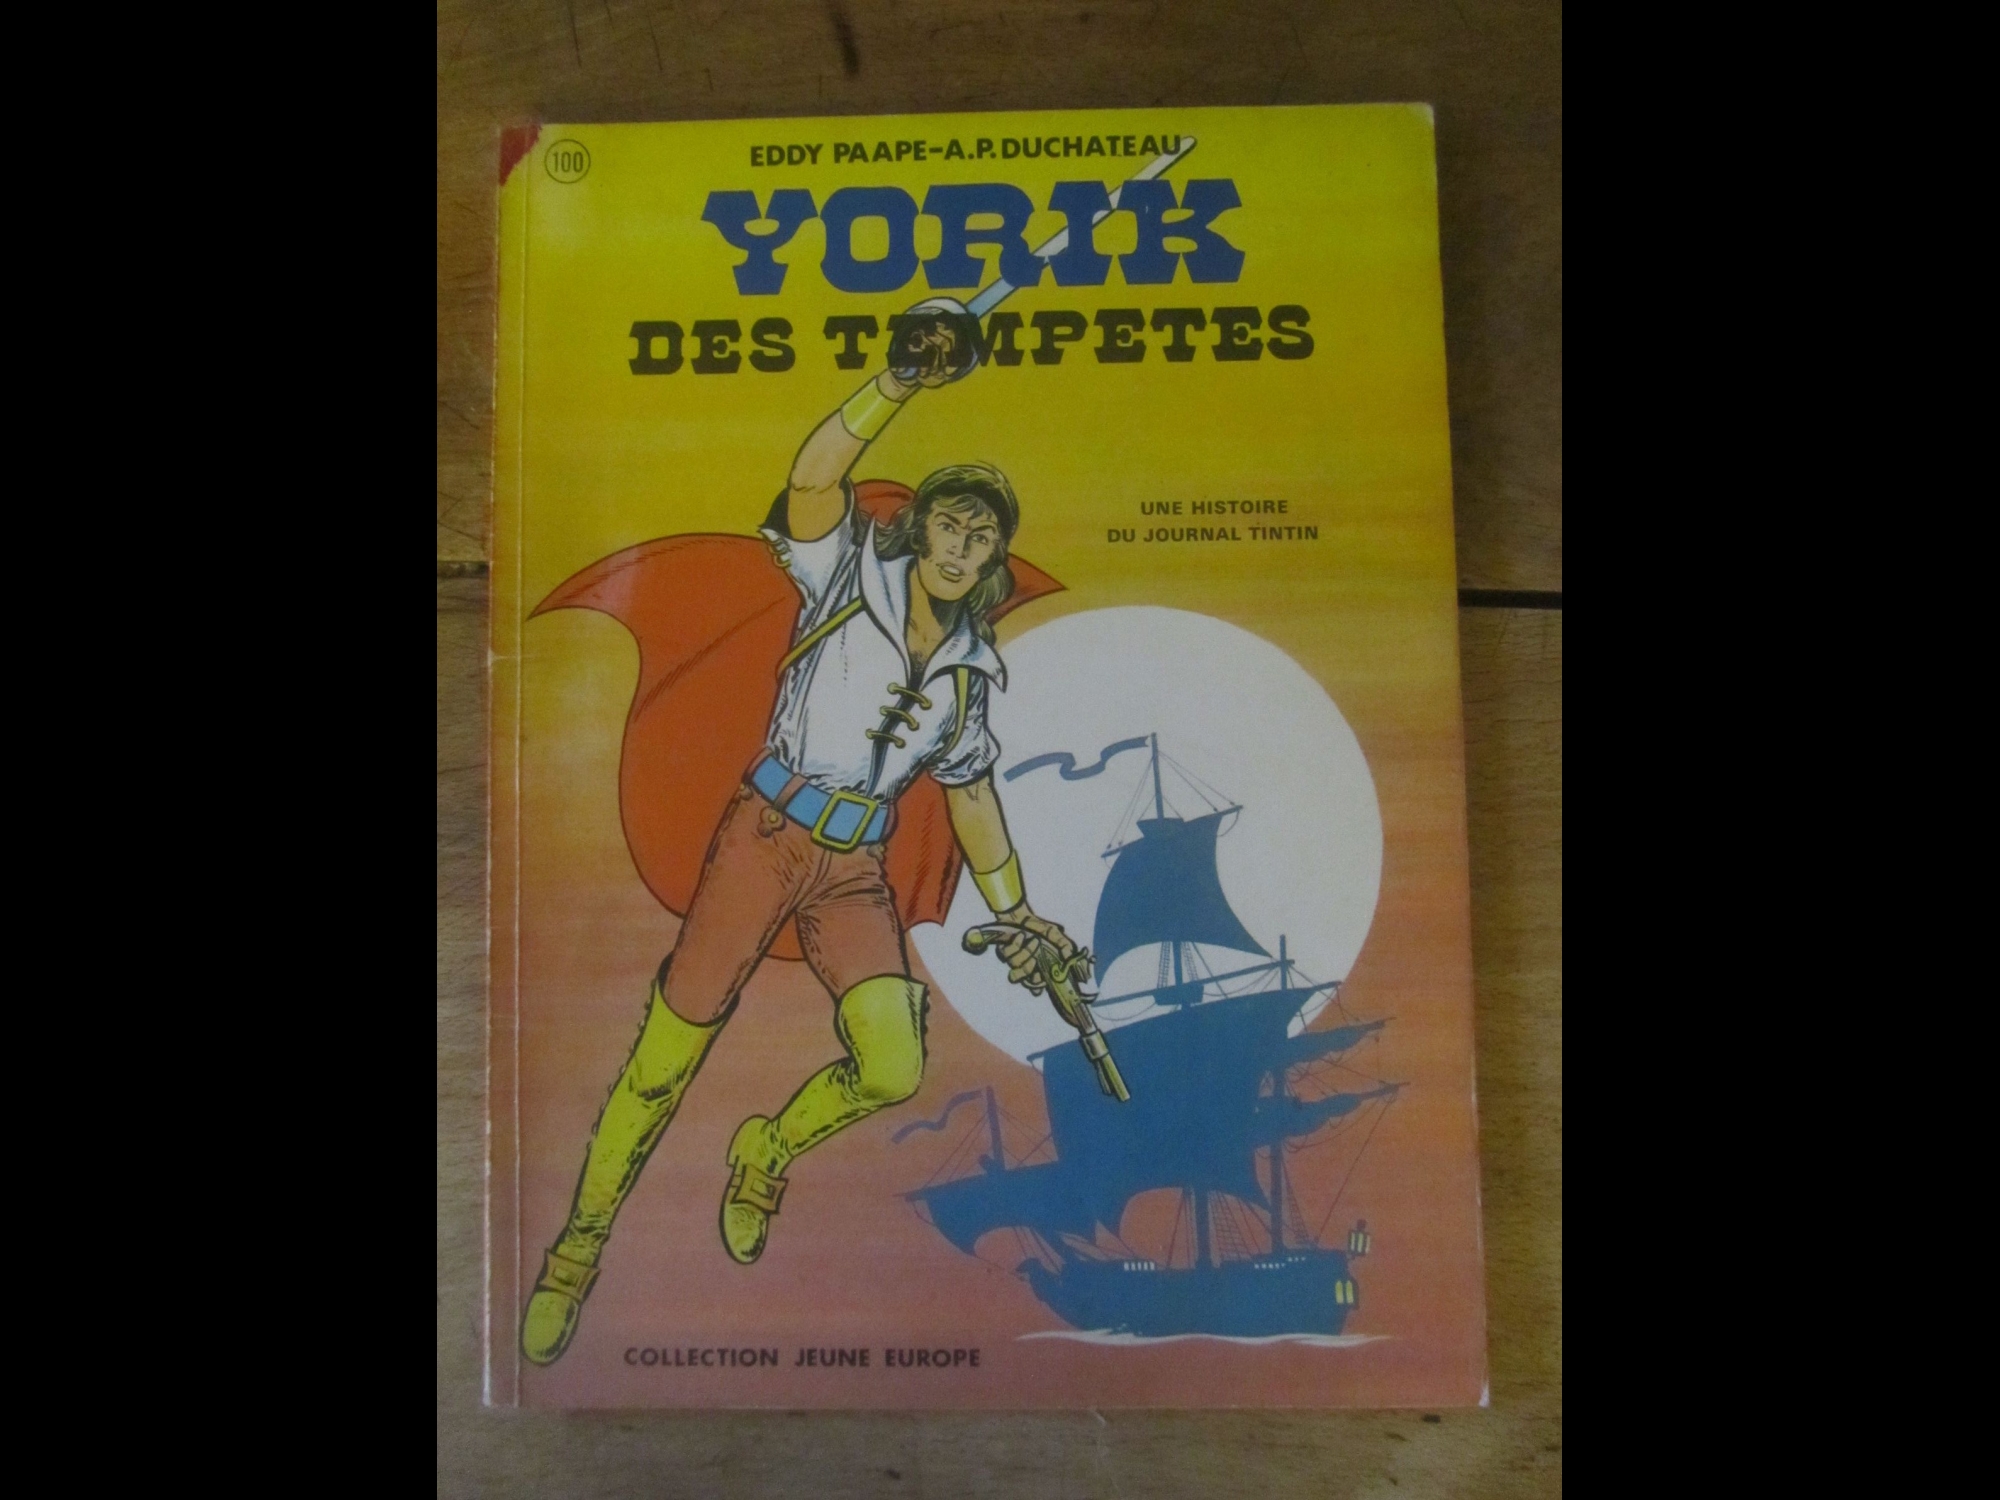 100
EDDY PAAPE-A.P. DUCHATEAU
YORIK
DES TEMPETES
UNE HISTOIRE
DU JOURNAL TINTIN
COLLECTION JEUNE EUROPE